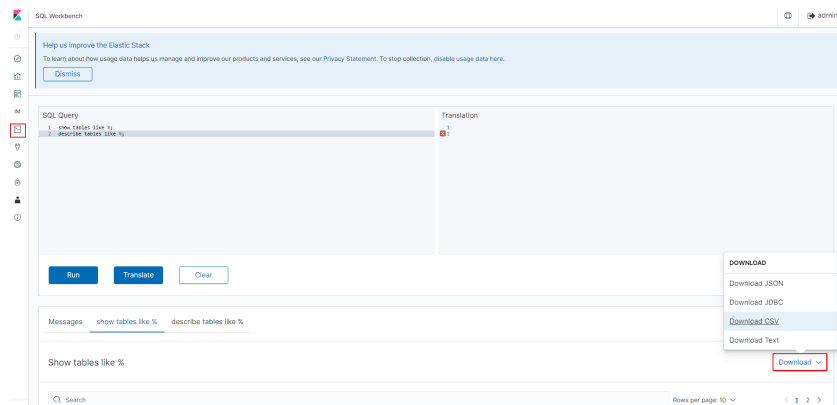 SQL Workbench
admin
Help us improve the Elastic Stack
To learn about how usage data helps us manage and improve our products and services, see our Privacy Statement. To stop collection, disable usage data here.
Dismiss
IM
SQL Query
Translation
1 show tables like %;
2 describe tables like %;
1
2
Run
Translate
Clear
DOWNLOAD
Download JSON
Download JDBC
Download CSV
Download Text
Messages
show tables like %
describe tables like %
Show tables like %
Download
Search
Rows per page: 10
1 2